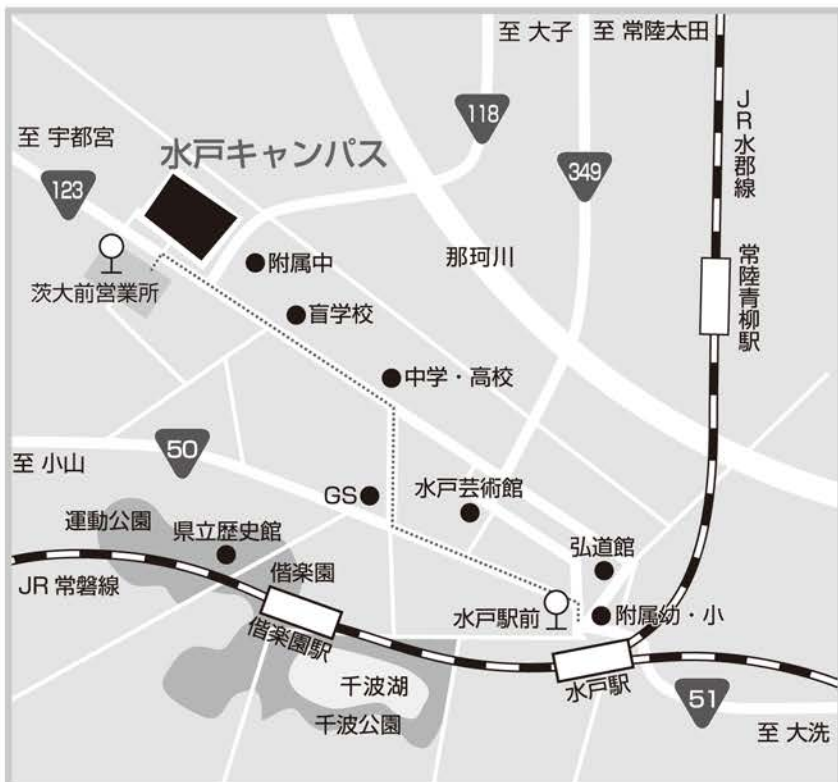 至 大子
至 常陸太田
118
JR水郡線
至 宇都宮
水戸キャンパス
123
349
那珂川
常陸青柳駅
附属中
茨大前営業所
盲学校
中学・高校
50
至 小山
GS
水戸芸術館
運動公園
県立歴史館
弘道館
偕楽園
JR 常磐線
水戸駅前
附属幼・小
偕楽園駅
千波湖
水戸駅
51
千波公園
至 大洗